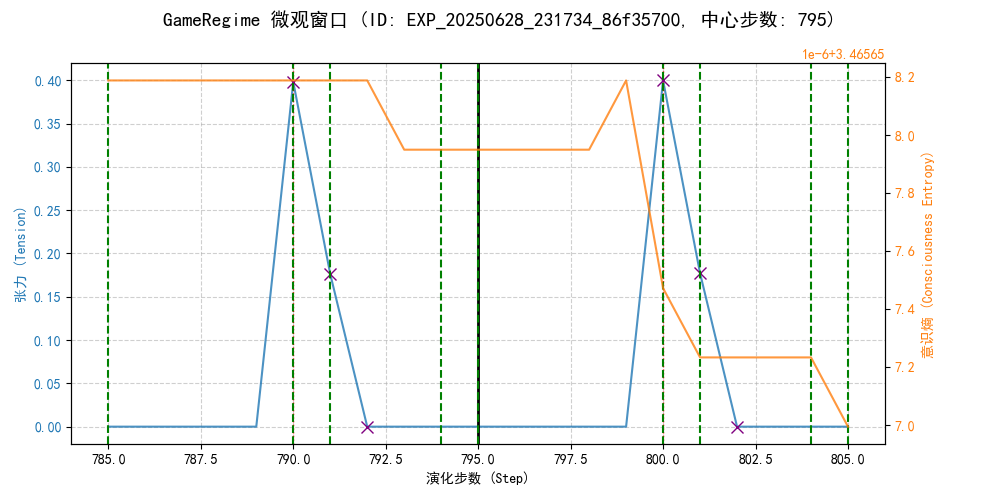 GameRegime 微观窗口 (ID: EXP_20250628_231734_86f35700, 中心步数: 795)
1e-6+3.46565
0.40
0.35
0.30
0.25
0.20
0.15
0.10
0.05
0.00
张力 (Tension)
8.2
8.0
7.8
7.6
7.4
7.2
7.0
意识熵 (Consciousness Entropy)
785.0 787.5 790.0 792.5 795.0 797.5 800.0 802.5 805.0
演化步数 (Step)